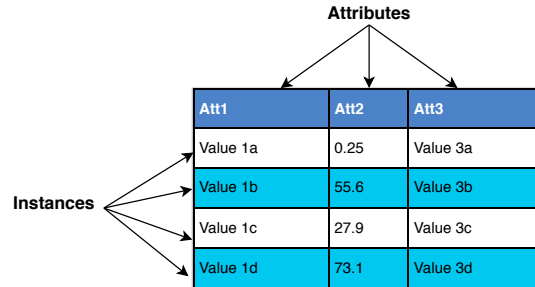 Attributes
Att1 Att2 Att3
Value 1a 0.25 Value 3a
Value 1b 55.6 Value 3b
Instances
Value 1c 27.9 Value 3c
Value 1d 73.1 Value 3d